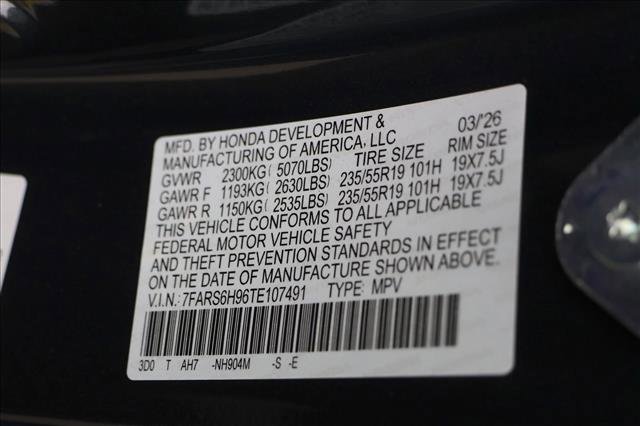 MFD. BY HONDA DEVELOPMENT & 03/'26
MANUFACTURING OF AMERICA, LLC
GVWR 2300KG(5070LBS) TIRE SIZE RIM SIZE
GAWR F 1193KG(2630LBS) 235/55R19 101H 19X7.5J
GAWR R 1150KG(2535LBS) 235/55R19 101H 19X7.5J
THIS VEHICLE CONFORMS TO ALL APPLICABLE
FEDERAL MOTOR VEHICLE SAFETY
AND THEFT PREVENTION STANDARDS IN EFFECT
ON THE DATE OF MANUFACTURE SHOWN ABOVE.
V.I.N.: 7FARS6H96TE107491 TYPE: MPV
3D0 T AH7 -NH904M -S -E